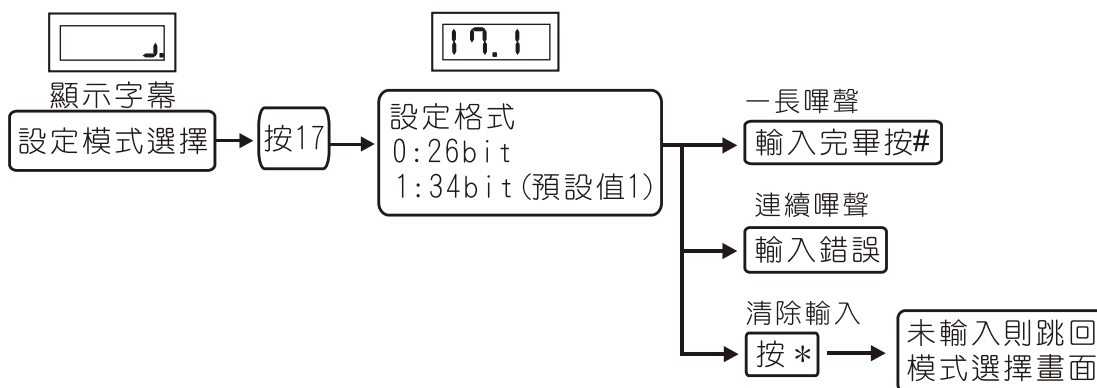 J.
17.1
顯示字幕
設定模式選擇
按17
設定格式
0:26bit
1:34bit(預設值1)
一長嗶聲
輸入完畢按#
連續嗶聲
輸入錯誤
清除輸入
按*
未輸入則跳回
模式選擇畫面